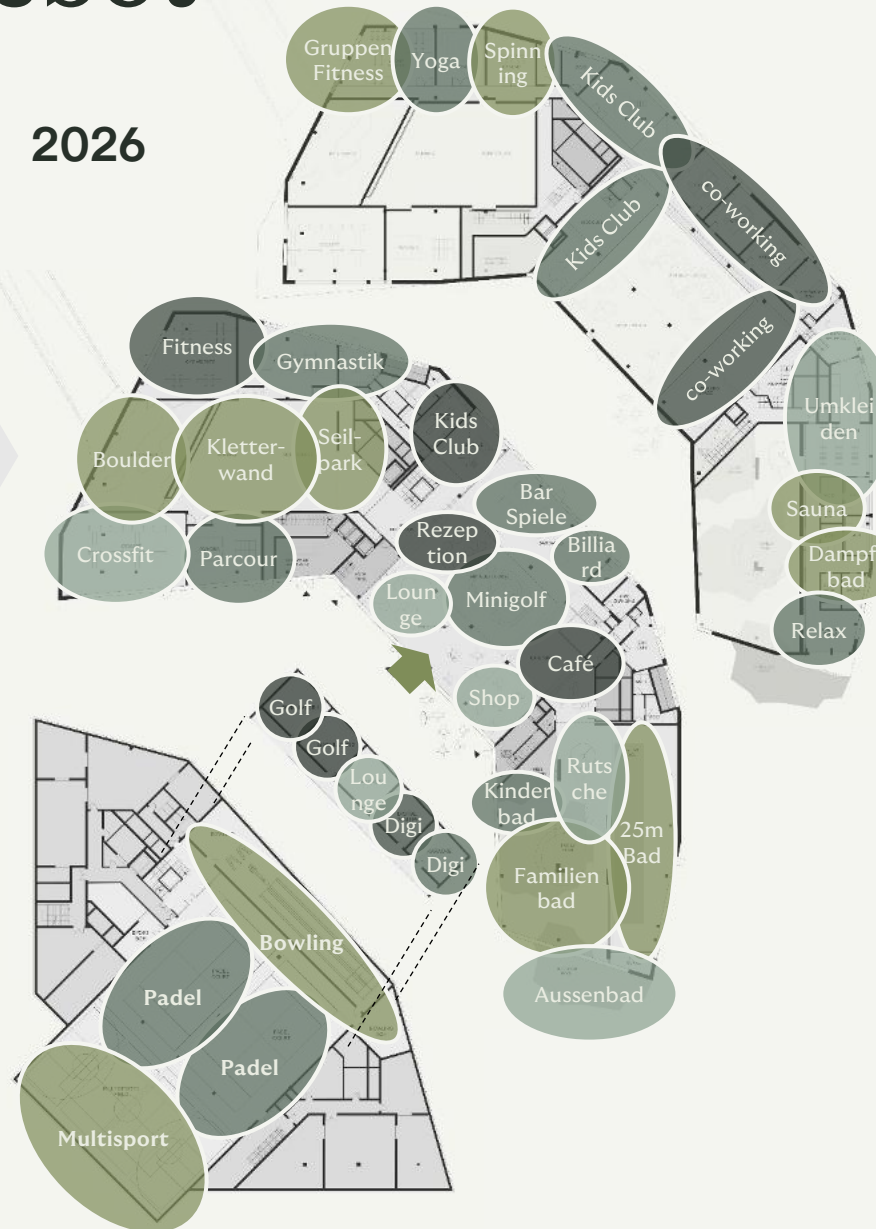 2026
Gruppen
Fitness
Yoga
Spinn
ing
Kids Club
co-working
Kids Club
co-working
Umklei
den
Sauna
Dampf
bad
Relax
Fitness
Gymnastik
Boulder
Kletter-
wand
Seil-
park
Kids
Club
Crossfit
Parcour
Bar
Spiele
Rezep
tion
Billia
rd
Loun
ge
Minigolf
Café
Shop
Golf
Golf
Lou
nge
Digi
Digi
Ruts
che
Kinder
bad
25m
Bad
Familien
bad
Aussenbad
Bowling
Padel
Padel
Multisport